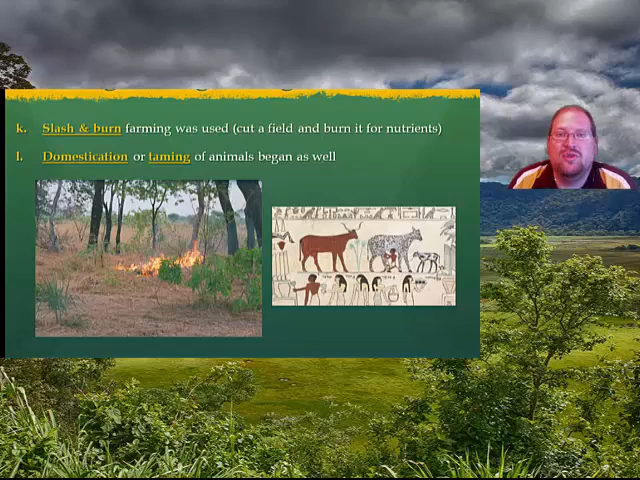 k. Slash & burn farming was used (cut a field and burn it for nutrients)
l. Domestication or taming of animals began as well